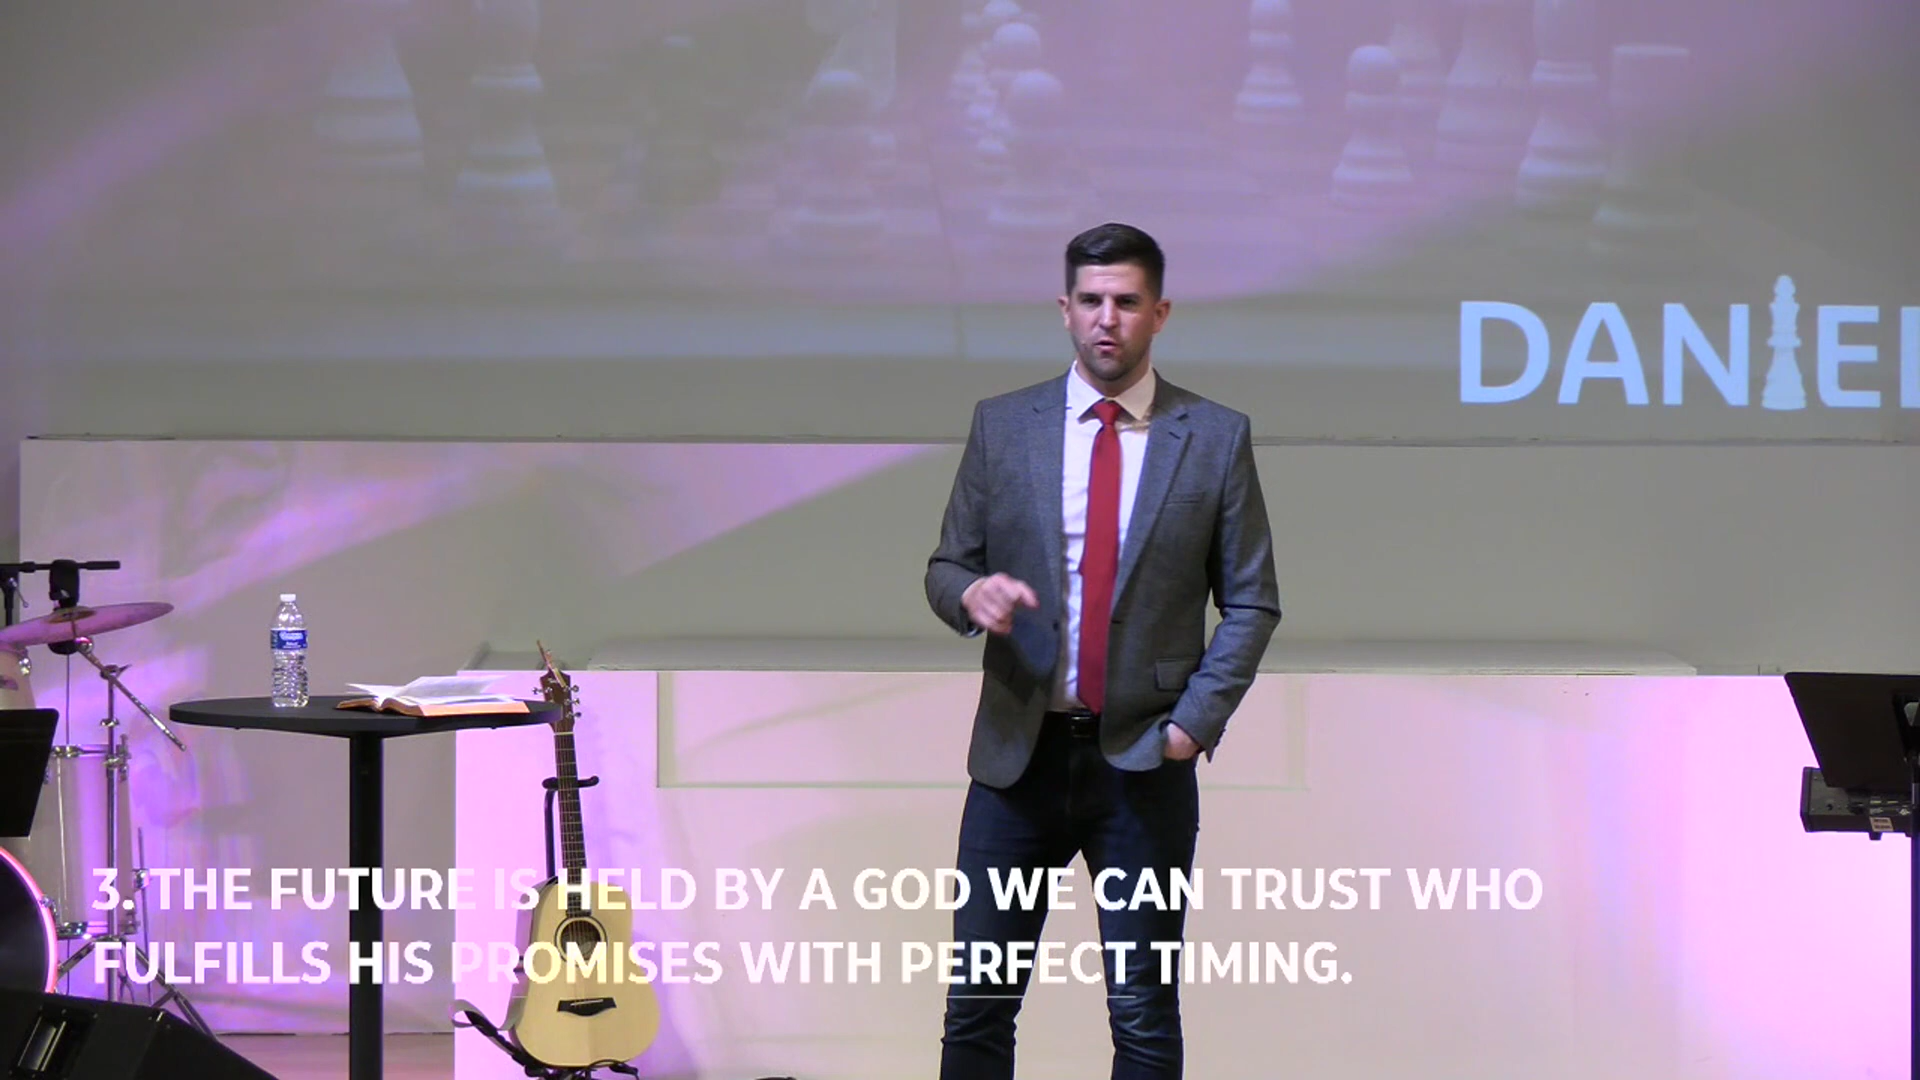 DANIEL
3. THE FUTURE IS HELD BY A GOD WE CAN TRUST WHO
FULFILLS HIS PROMISES WITH PERFECT TIMING.